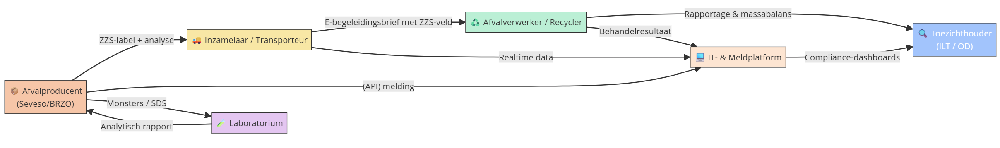 Afvalproducent
(Seveso/BRZO)
ZZS-label + analyse
Inzamelaar / Transporteur
E-begeleidingsbrief met ZZS-veld
Afvalverwerker / Recycler
Rapportage & massabalans
Behandelresultaat
Realtime data
(API) melding
IT- & Meldplatform
Compliance-dashboards
Toezichthouder
(ILT / OD)
Monsters / SDS
Analytisch rapport
Laboratorium